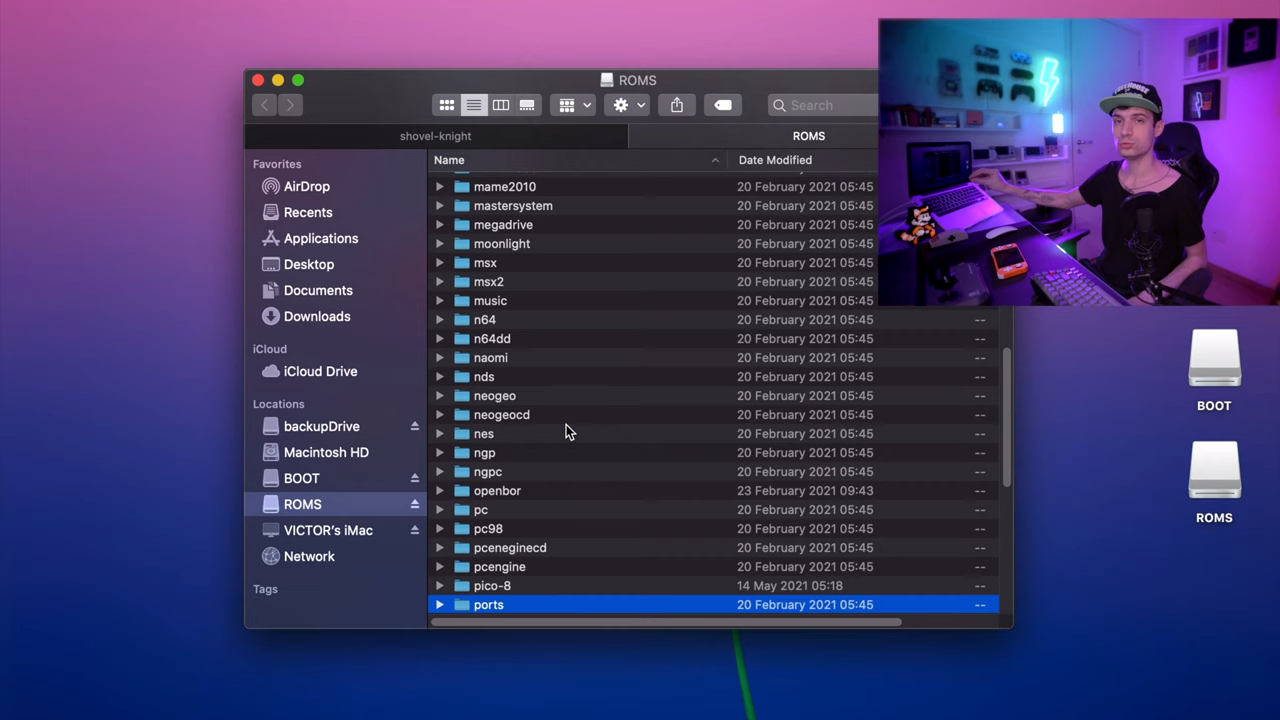 ROMS
Search
shovel-knight
ROMS
Favorites
AirDrop
Recents
Applications
Desktop
Documents
Downloads
iCloud
iCloud Drive
Locations
backupDrive
Macintosh HD
BOOT
ROMS
VICTOR's iMac
Network
Tags
Name Date Modified
mame2010 20 February 2021 05:45
mastersystem 20 February 2021 05:45
megadrive 20 February 2021 05:45
moonlight 20 February 2021 05:45
msx 20 February 2021 05:45
msx2 20 February 2021 05:45
music 20 February 2021 05:45
n64 20 February 2021 05:45 --
n64dd 20 February 2021 05:45 --
naomi 20 February 2021 05:45 --
nds 20 February 2021 05:45 --
neogeo 20 February 2021 05:45 --
neogeocd 20 February 2021 05:45 --
nes 20 February 2021 05:45 --
ngp 20 February 2021 05:45 --
ngpc 20 February 2021 05:45 --
openbor 23 February 2021 09:43 --
pc 20 February 2021 05:45 --
pc98 20 February 2021 05:45 --
pceneginecd 20 February 2021 05:45 --
pcengine 20 February 2021 05:45 --
pico-8 14 May 2021 05:18 --
ports 20 February 2021 05:45 --
BOOT
ROMS